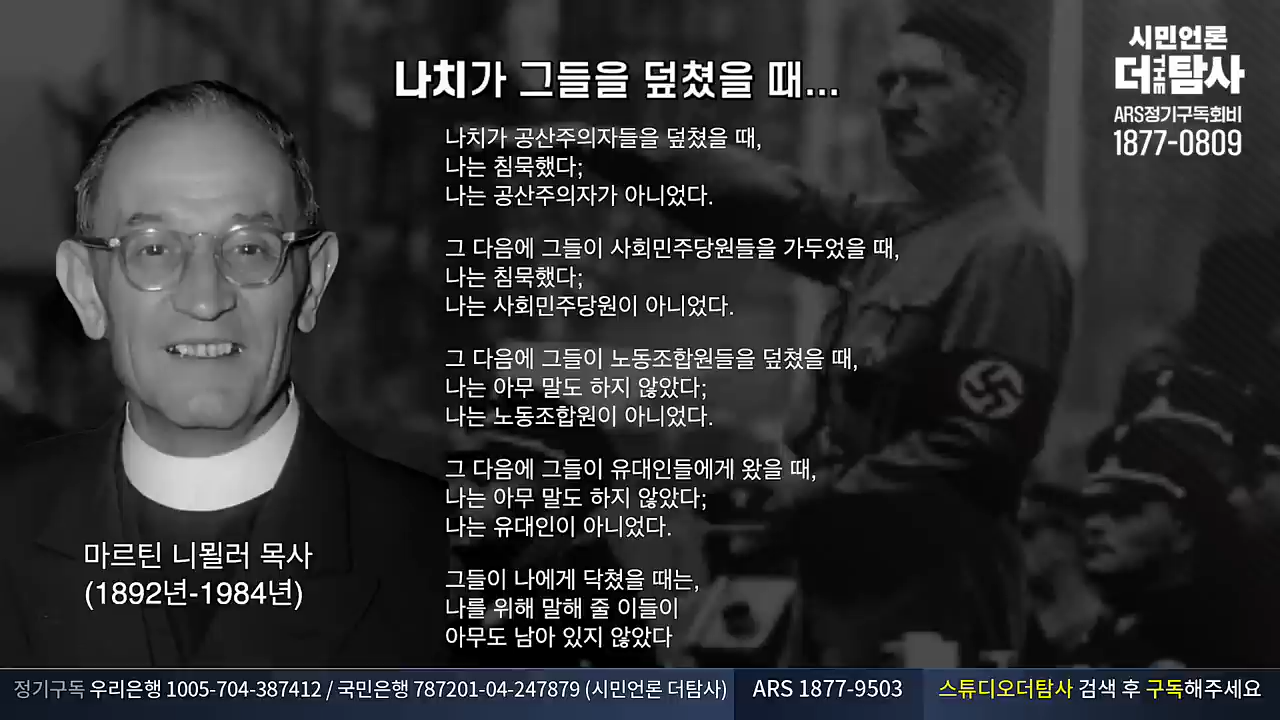 나치가 그들을 덮쳤을 때...
시민언론
더탐사
ARS정기구독회비
1877-0809
나치가 공산주의자들을 덮쳤을 때,
나는 침묵했다;
나는 공산주의자가 아니었다.
그 다음에 그들이 사회민주당원들을 가두었을 때,
나는 침묵했다;
나는 사회민주당원이 아니었다.
그 다음에 그들이 노동조합원들을 덮쳤을 때,
나는 아무 말도 하지 않았다;
나는 노동조합원이 아니었다.
그 다음에 그들이 유대인들에게 왔을 때,
나는 아무 말도 하지 않았다;
나는 유대인이 아니었다.
그들이 나에게 닥쳤을 때는,
나를 위해 말해 줄 이들이
아무도 남아 있지 않았다
마르틴 니묄러 목사
(1892년-1984년)
정기구독 우리은행 1005-704-387412 / 국민은행 787201-04-247879 (시민언론 더탐사)
ARS 1877-9503
스튜디오더탐사 검색 후 구독해주세요